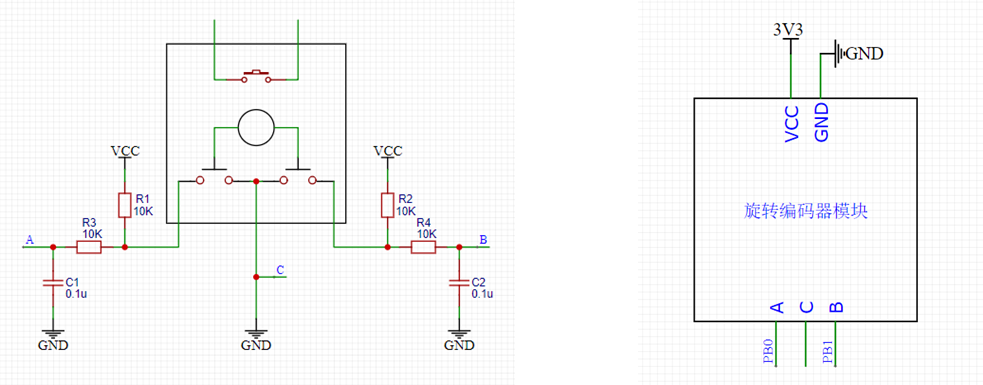 VCC
R1
10K
R3
10K
A
C1
0.1u
GND
C
GND
VCC
R2
10K
R4
10K
B
C2
0.1u
GND
3V3
GND
VCC
GND
旋转编码器模块
A
C
B
PB0
PB1